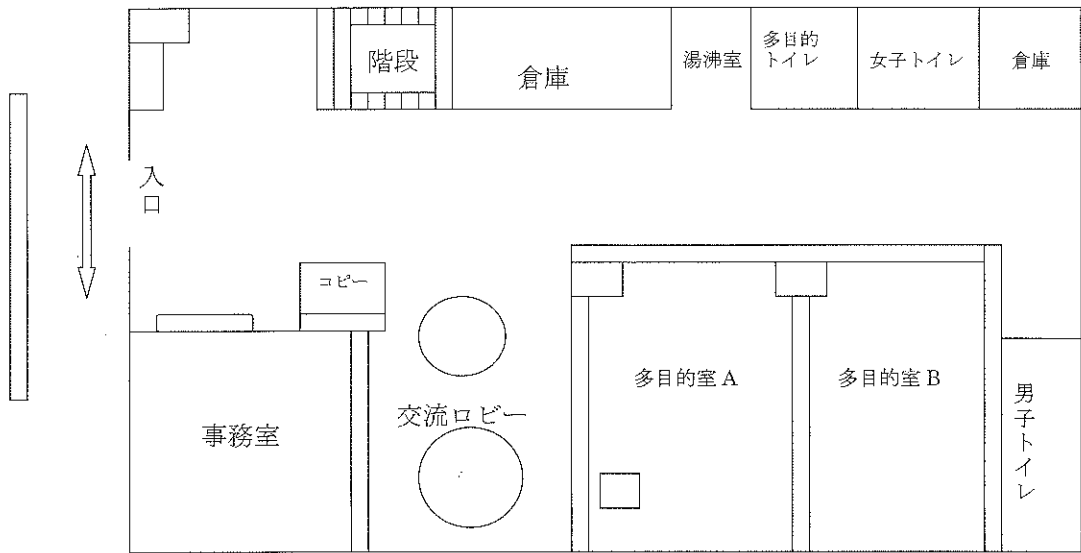 階段
倉庫
湯沸室
多目的
トイレ
女子トイレ
倉庫
入口
コピー
多目的室 A
多目的室 B
交流ロビー
事務室
男子トイレ